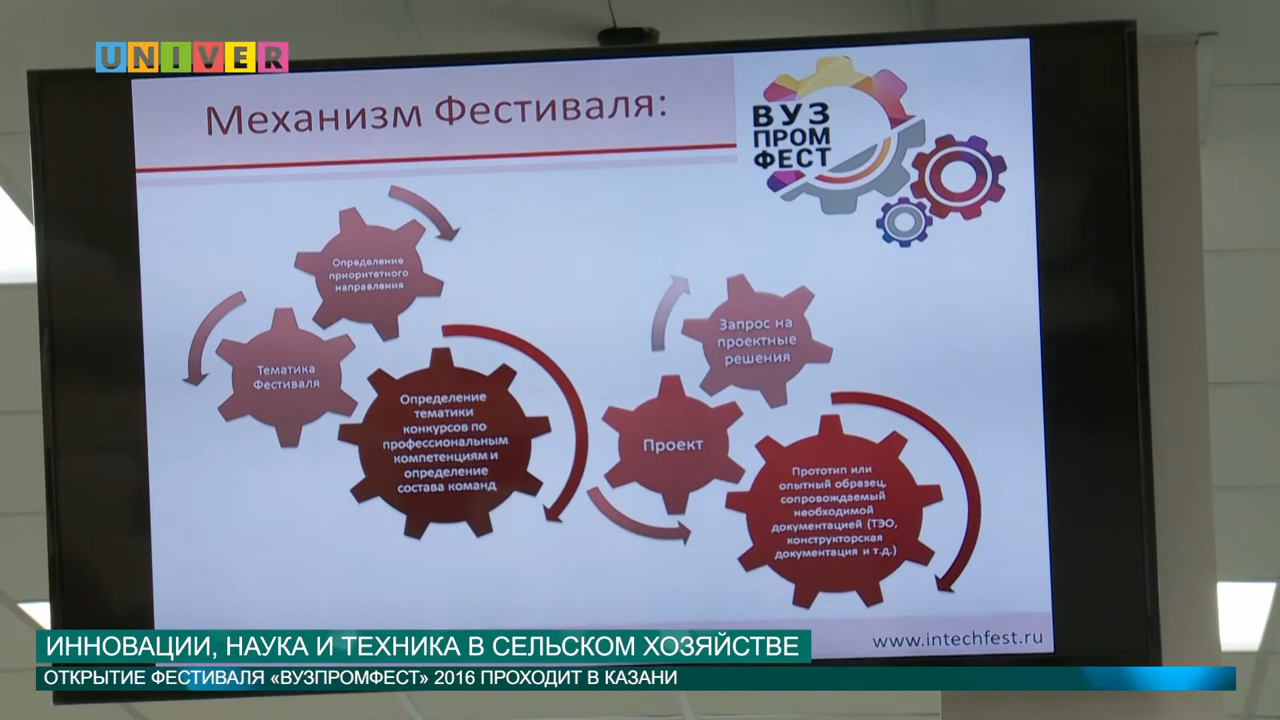 UNIVER
Механизм Фестиваля:
ВУЗ
ПРОМ
ФЕСТ
Определение
приоритетного
направления
Тематика
Фестиваля
Определение
тематики
конкурсов по
профессиональным
компетенциям и
определение
состава команд
Запрос на
проектные
решения
Проект
Прототип или
опытный образец,
сопровождаемый
необходимой
документацией (ТЭО,
конструкторская
документация и т.д.)
www.intechfest.ru
ИННОВАЦИИ, НАУКА И ТЕХНИКА В СЕЛЬСКОМ ХОЗЯЙСТВЕ
ОТКРЫТИЕ ФЕСТИВАЛЯ «ВУЗПРОМФЕСТ» 2016 ПРОХОДИТ В КАЗАНИ